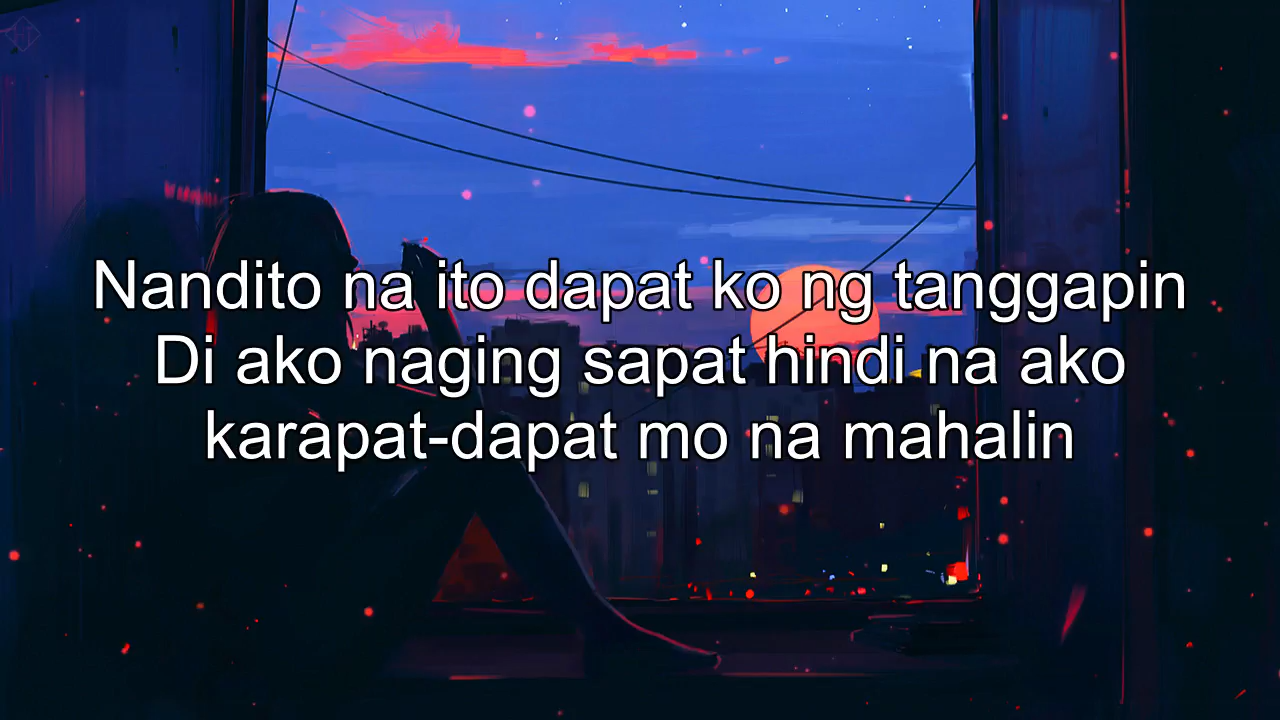 Nandito na ito dapat ko ng tanggapin
Di ako naging sapat hindi na ako
karapat-dapat mo na mahalin